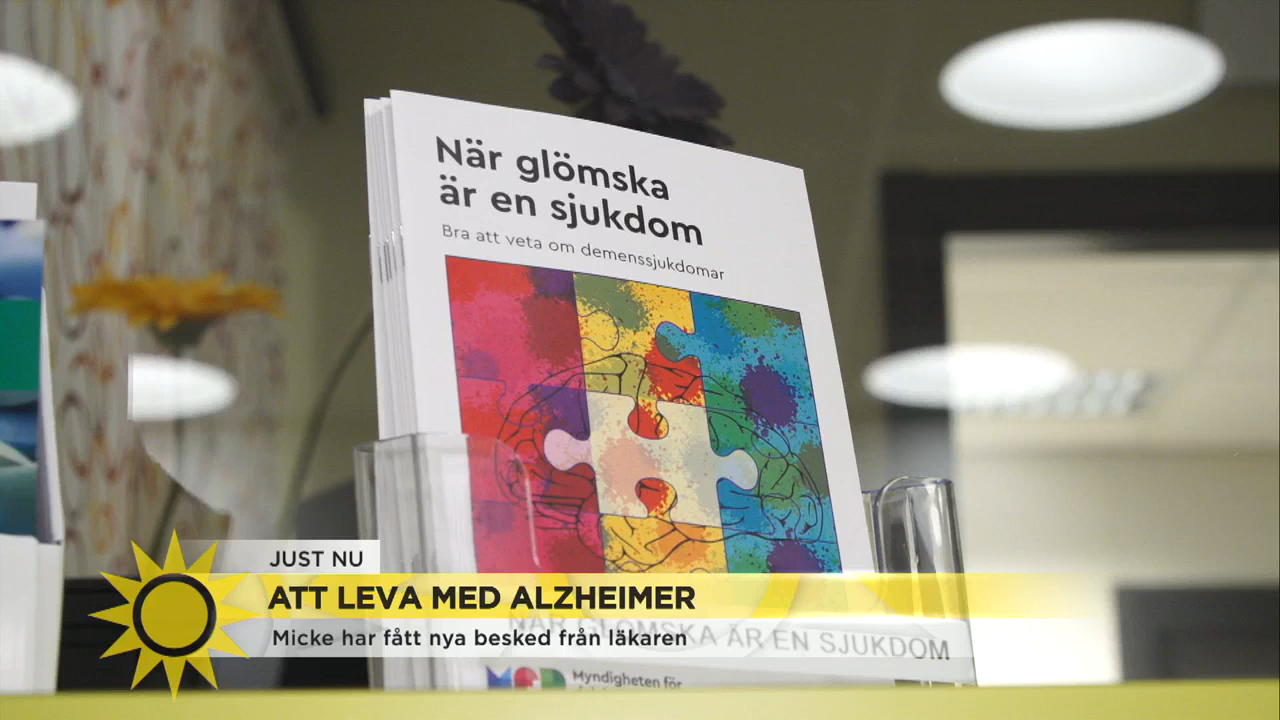 När glömska
är en sjukdom
Bra att veta om demenssjukdomar
JUST NU
ATT LEVA MED ALZHEIMER
Micke har fått nya besked från läkaren
NÄR GLÖMSKA ÄR EN SJUKDOM
Myndigheten för